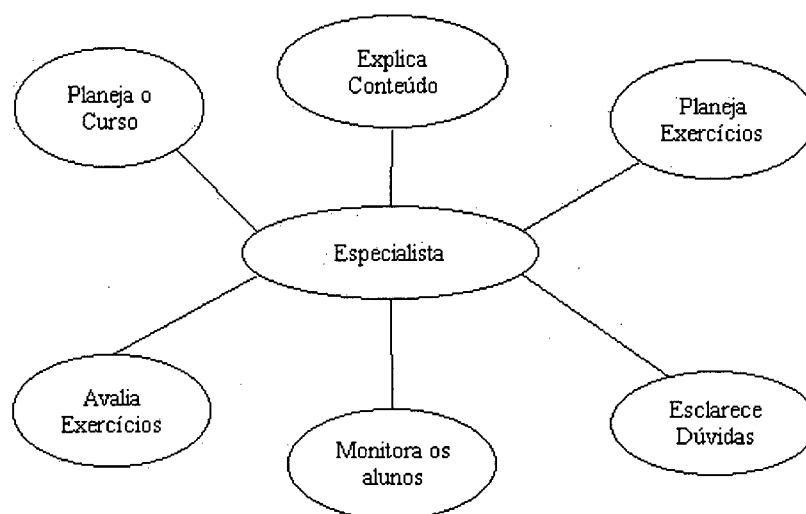 Explica
Conteúdo
Planeja o
Curso
Planeja
Exercícios
Especialista
Avalia
Exercícios
Monitora os
alunos
Esclarece
Dúvidas